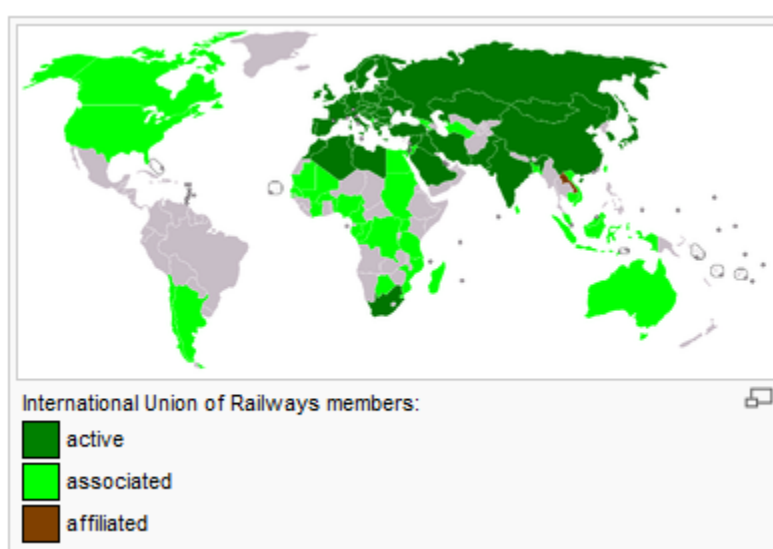 International Union of Railways members:
active
associated
affiliated